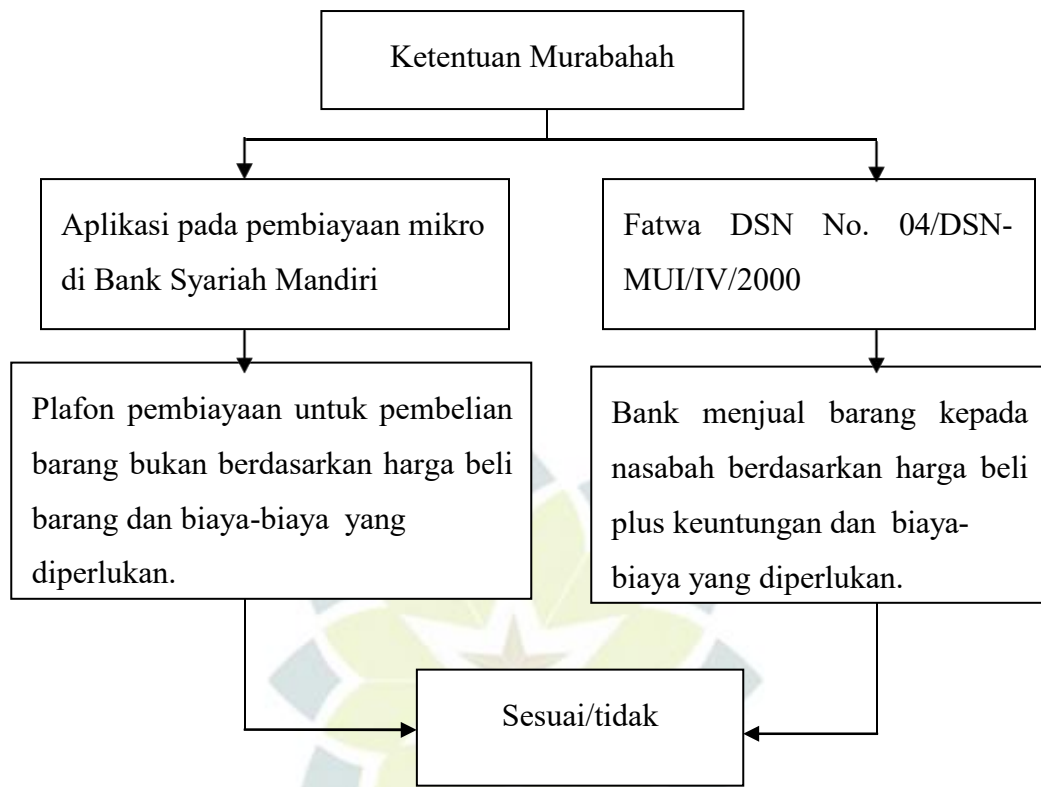 Ketentuan Murabahah
Aplikasi pada pembiayaan mikro
di Bank Syariah Mandiri
Fatwa DSN No. 04/DSN-
MUI/IV/2000
Plafon pembiayaan untuk pembelian
barang bukan berdasarkan harga beli
barang dan biaya-biaya yang
diperlukan.
Bank menjual barang kepada
nasabah berdasarkan harga beli
plus keuntungan dan biaya-
biaya yang diperlukan.
Sesuai/tidak